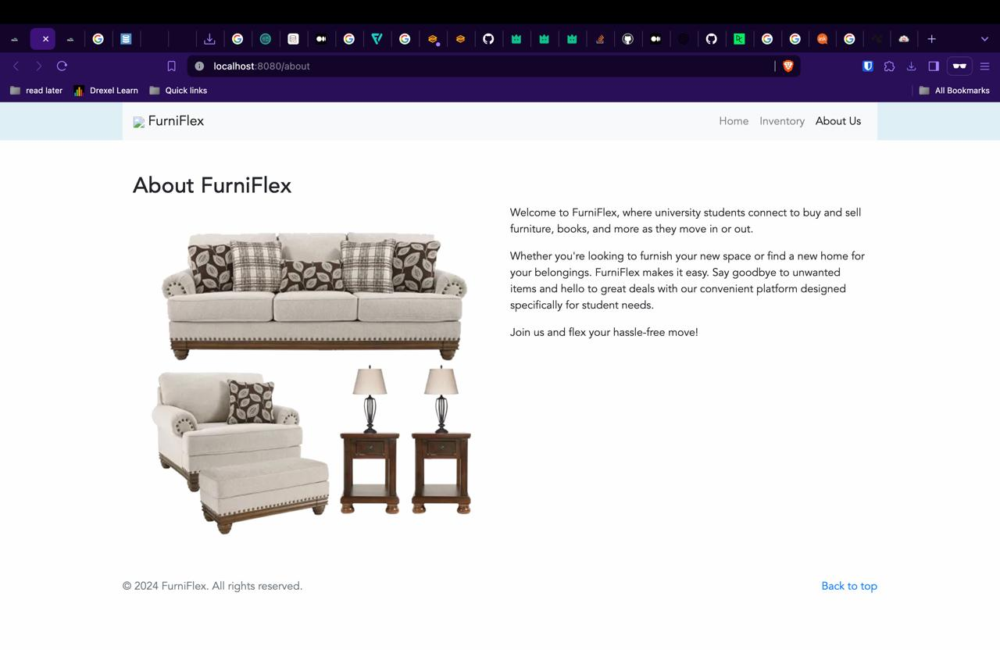 localhost:8080/about
read later
Drexel Learn
Quick links
All Bookmarks
FurniFlex
Home
Inventory
About Us
About FurniFlex
Welcome to FurniFlex, where university students connect to buy and sell
furniture, books, and more as they move in or out.
Whether you're looking to furnish your new space or find a new home for
your belongings. FurniFlex makes it easy. Say goodbye to unwanted
items and hello to great deals with our convenient platform designed
specifically for student needs.
Join us and flex your hassle-free move!
© 2024 FurniFlex. All rights reserved.
Back to top